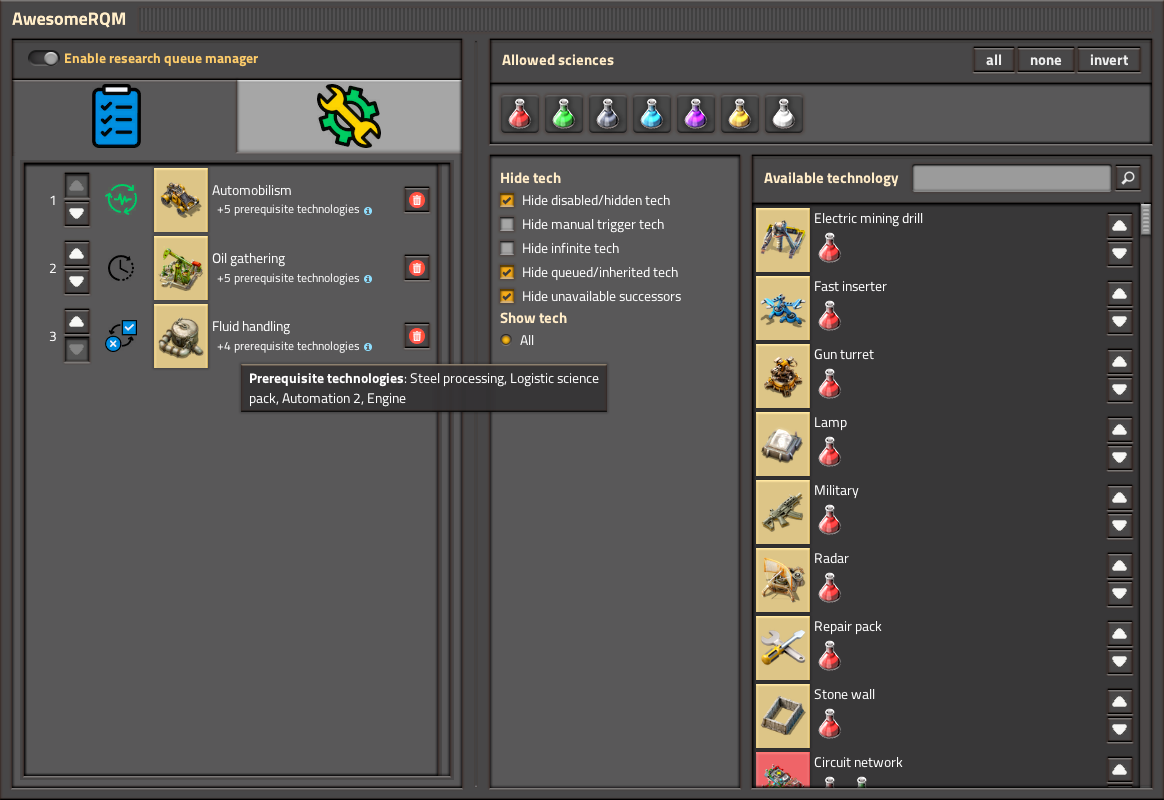 AwesomeRQM
Enable research queue manager
1
Automobilism
+5 prerequisite technologies
2
Oil gathering
+5 prerequisite technologies
3
Fluid handling
+4 prerequisite technologies
Prerequisite technologies: Steel processing, Logistic science
pack, Automation 2, Engine
Allowed sciences
all
none
invert
Hide tech
Hide disabled/hidden tech
Hide manual trigger tech
Hide infinite tech
Hide queued/inherited tech
Hide unavailable successors
Show tech
All
Available technology
Electric mining drill
Fast inserter
Gun turret
Lamp
Military
Radar
Repair pack
Stone wall
Circuit network